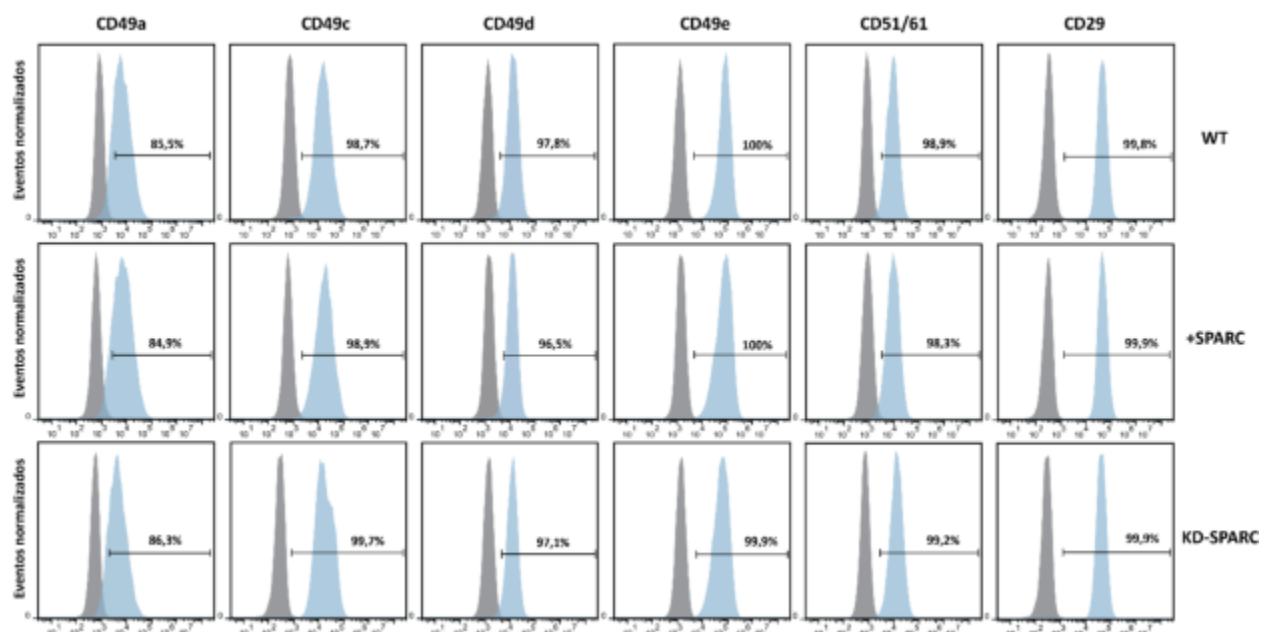 CD49a CD49c CD49d CD49e CD51/61 CD29
Eventos normalizados 85,5% 98,7% 97,8% 100% 98,9% 99,8% WT
Eventos normalizados 84,9% 98,9% 96,5% 100% 98,3% 99,9% +SPARC
Eventos normalizados 86,3% 99,7% 97,1% 99,9% 99,2% 99,9% KD-SPARC